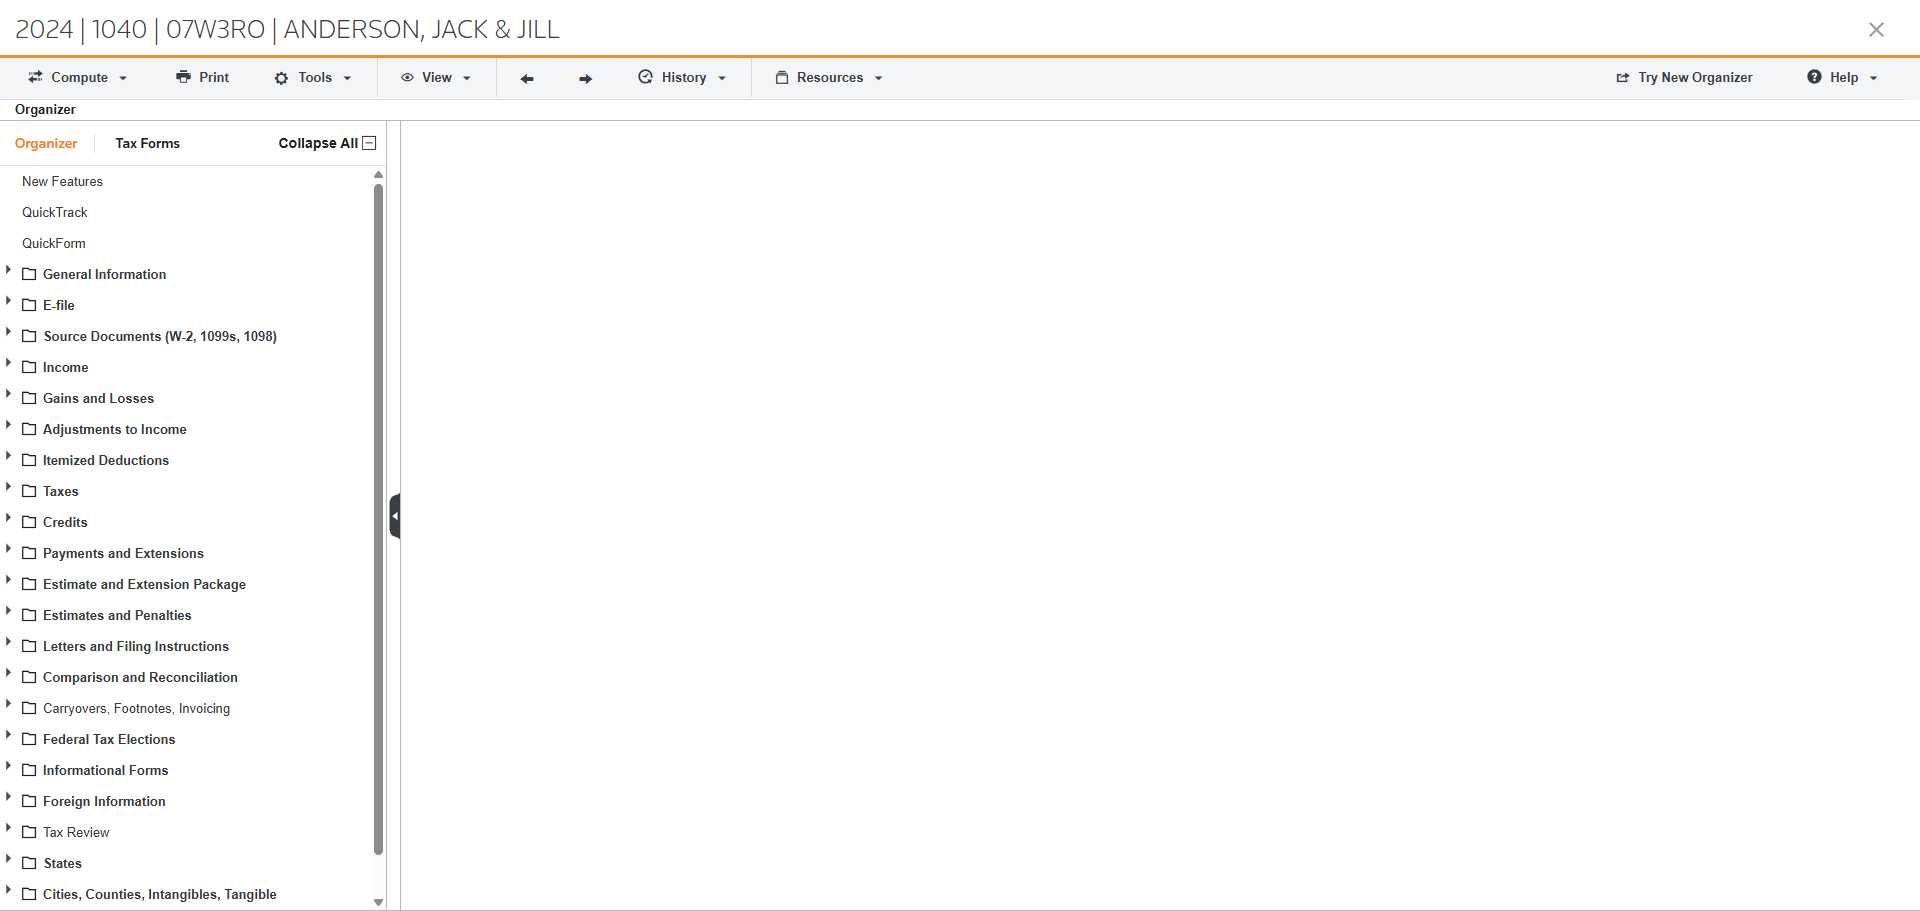 2024 | 1040 | 07W3RO | ANDERSON, JACK & JILL
Compute Print Tools View History Resources Try New Organizer Help
Organizer
Organizer Tax Forms Collapse All
New Features
QuickTrack
QuickForm
General Information
E-file
Source Documents (W-2, 1099s, 1098)
Income
Gains and Losses
Adjustments to Income
Itemized Deductions
Taxes
Credits
Payments and Extensions
Estimate and Extension Package
Estimates and Penalties
Letters and Filing Instructions
Comparison and Reconciliation
Carryovers, Footnotes, Invoicing
Federal Tax Elections
Informational Forms
Foreign Information
Tax Review
States
Cities, Counties, Intangibles, Tangible